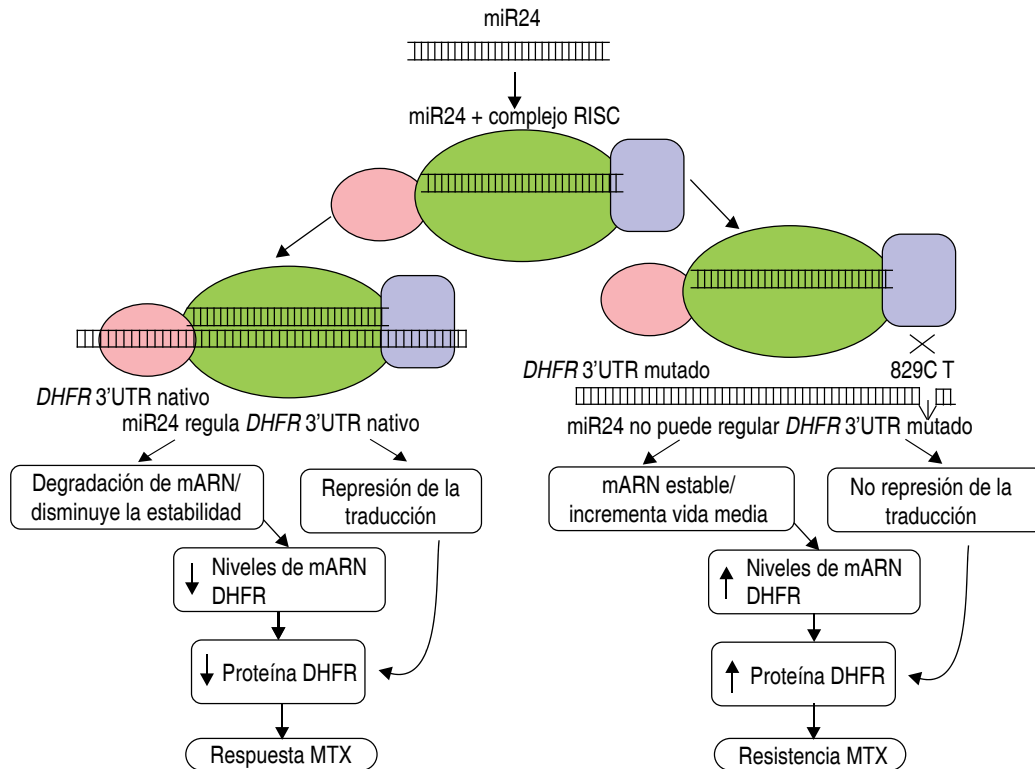 miR24
miR24 + complejo RISC
DHFR 3'UTR nativo
miR24 regula DHFR 3'UTR nativo
Degradación de mARN/
disminuye la estabilidad
Represión de la
traducción
Niveles de mARN
DHFR
Proteína DHFR
Respuesta MTX
829C T
DHFR 3'UTR mutado
miR24 no puede regular DHFR 3'UTR mutado
mARN estable/
incrementa vida media
No represión de la
traducción
Niveles de mARN
DHFR
Proteína DHFR
Resistencia MTX